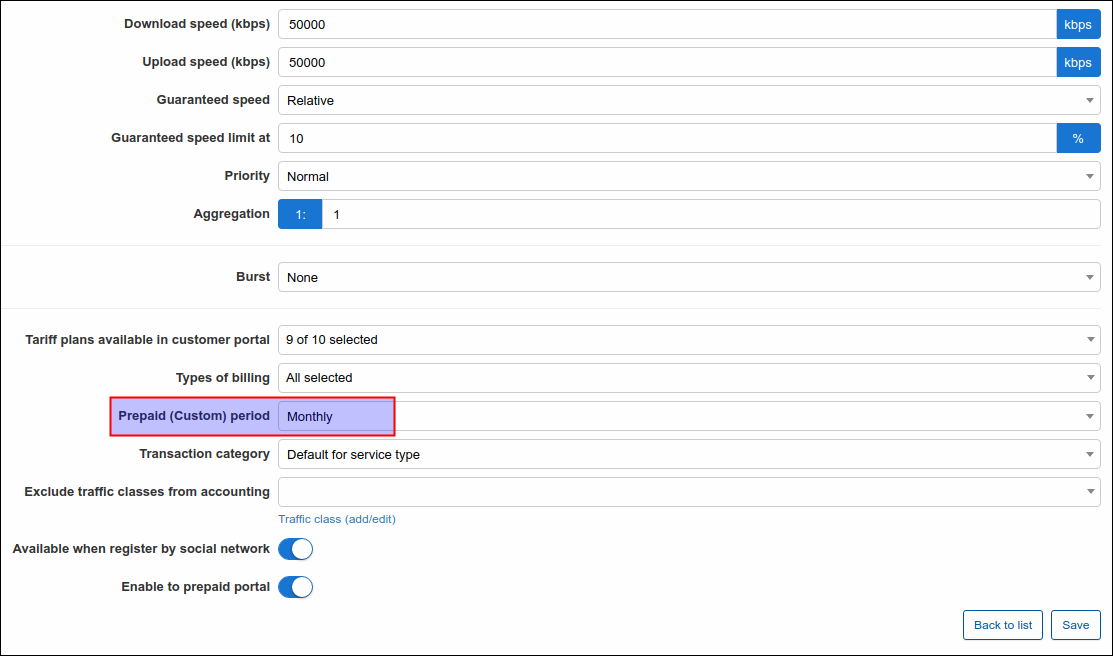 Download speed (kbps) 50000 kbps
Upload speed (kbps) 50000 kbps
Guaranteed speed Relative
Guaranteed speed limit at 10 %
Priority Normal
Aggregation 1: 1
Burst None
Tariff plans available in customer portal 9 of 10 selected
Types of billing All selected
Prepaid (Custom) period Monthly
Transaction category Default for service type
Exclude traffic classes from accounting
Traffic class (add/edit)
Available when register by social network
Enable to prepaid portal
Back to list Save